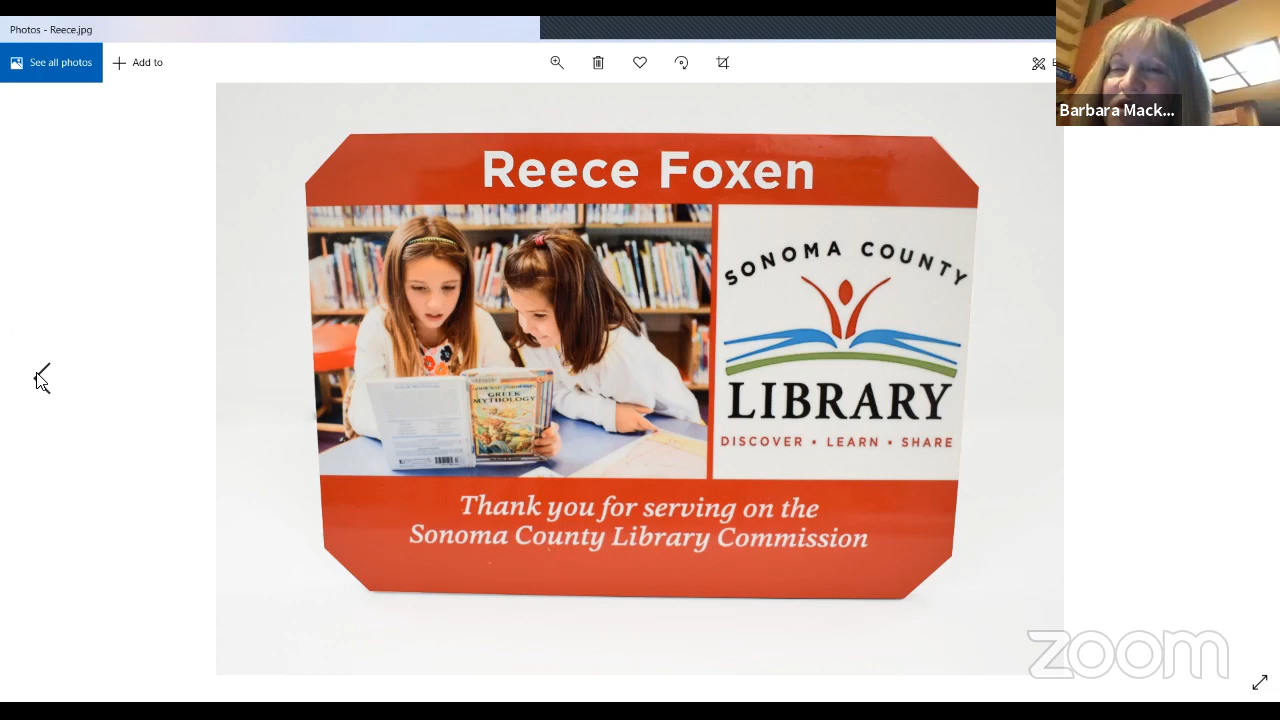 Photos - Reece.jpg
See all photos
Add to
Barbara Mack...
Reece Foxen
SONOMA COUNTY
LIBRARY
DISCOVER • LEARN • SHARE
GREEK
MYTHOLOGY
Thank you for serving on the
Sonoma County Library Commission
zoom